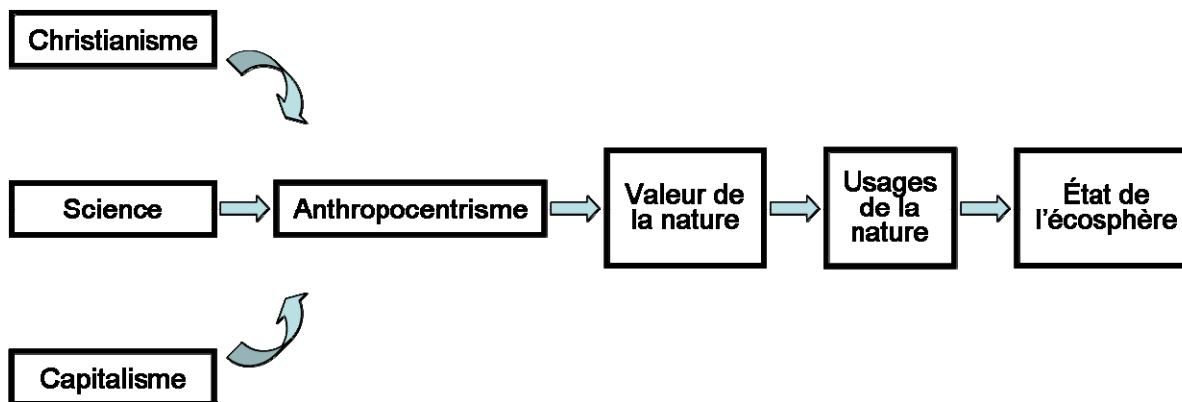 Christianisme
Science
Anthropocentrisme
Valeur de
la nature
Usages
de la
nature
État de
l'écosphère
Capitalisme